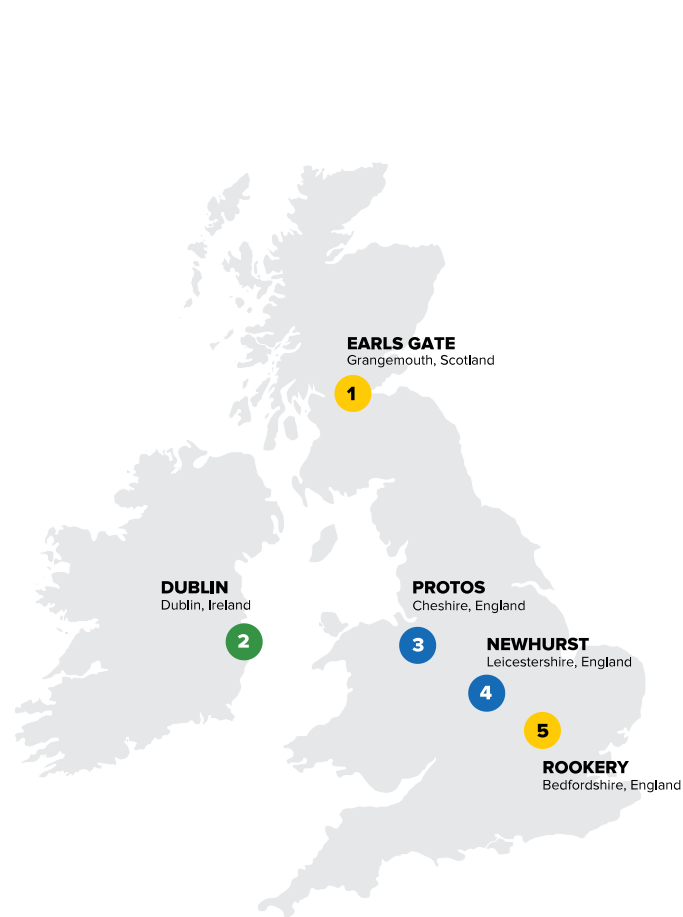 EARLS GATE
Grangemouth, Scotland
1
DUBLIN
Dublin, Ireland
2
PROTOS
Cheshire, England
3
NEWHURST
Leicestershire, England
4
5
ROOKERY
Bedfordshire, England